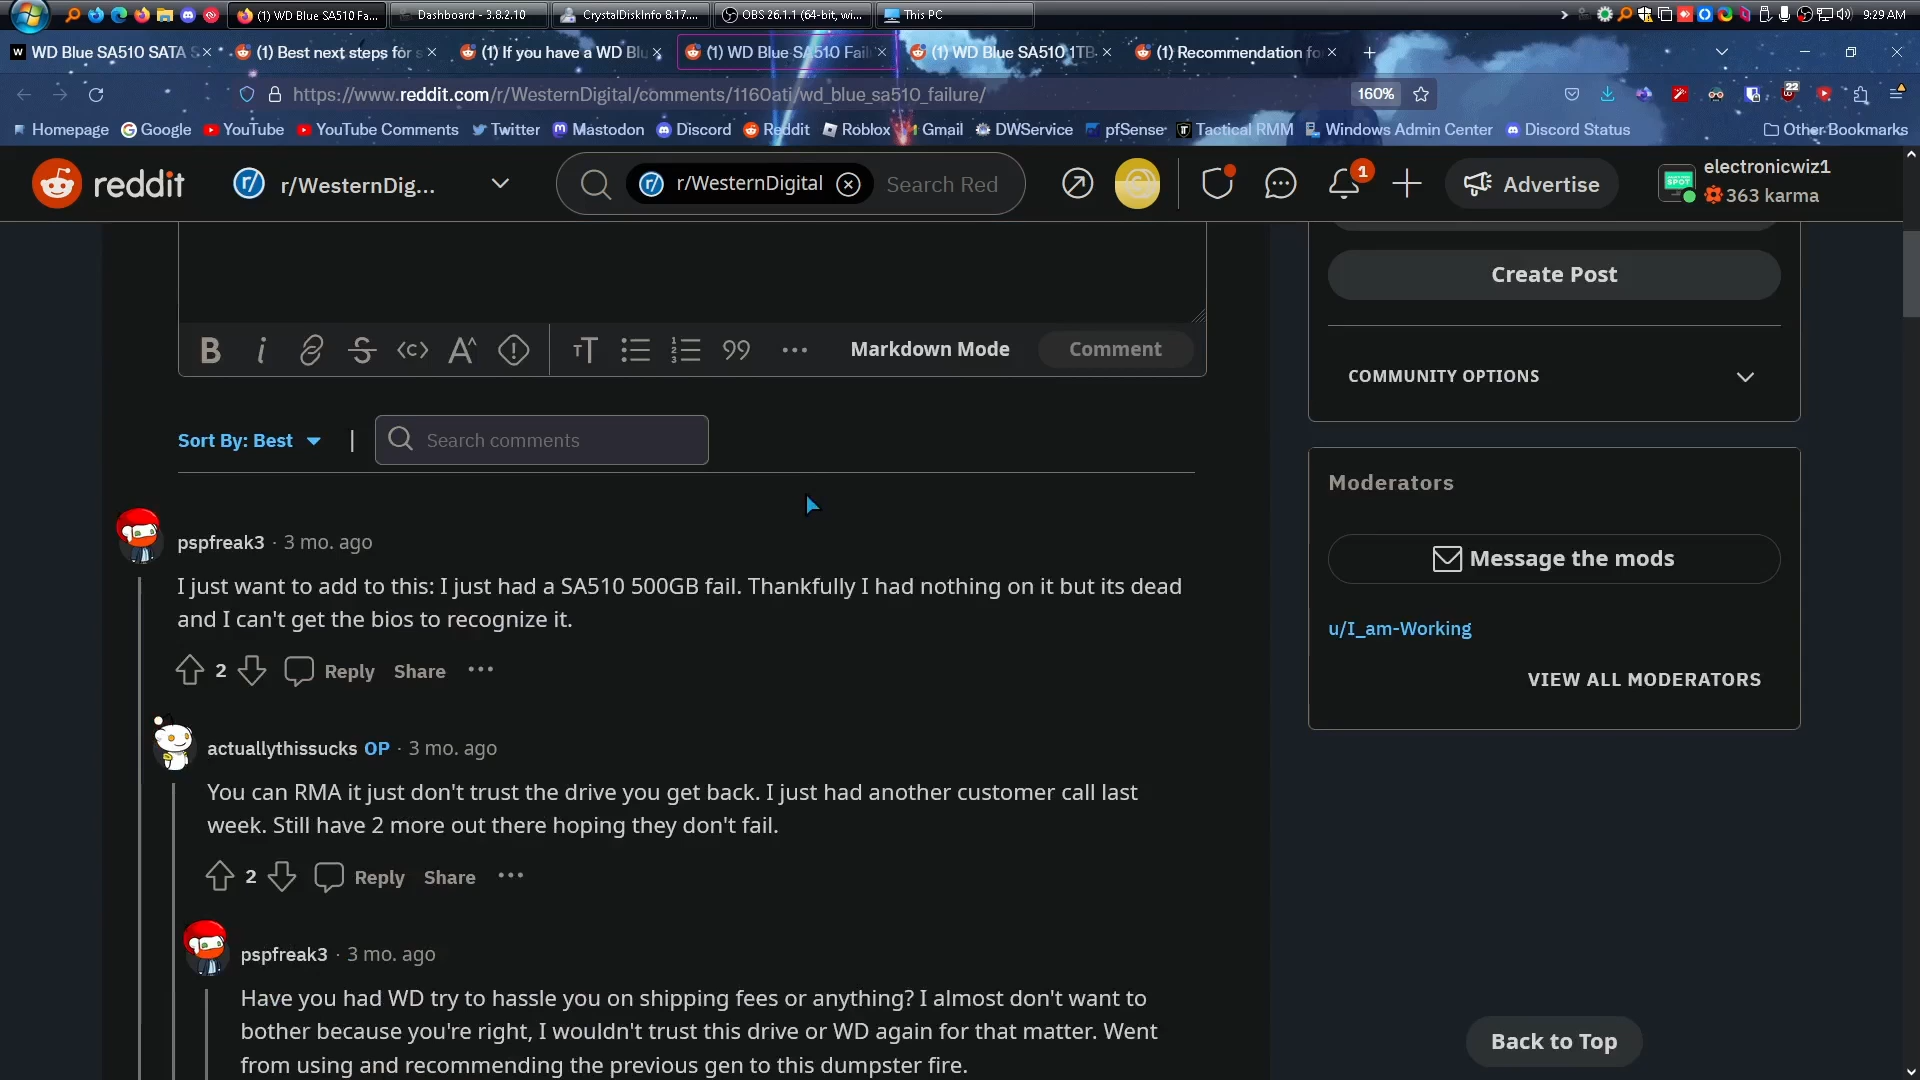 (1) WD Blue SA510 Fa...
Dashboard - 3.8.2.10
CrystalDiskInfo 8.17....
OBS 26.1.1 (64-bit, wi...
This PC
9:29 AM
WD Blue SA510 SATA S
(1) Best next steps for s
(1) If you have a WD Blu
(1) WD Blue SA510 Fail
(1) WD Blue SA510 1TB
(1) Recommendation fo
https://www.reddit.com/r/WesternDigital/comments/1160ati/wd_blue_sa510_failure/
160%
22
Homepage
Google
YouTube
YouTube Comments
Twitter
Mastodon
Discord
Reddit
Roblox
Gmail
DWService
pfSense
Tactical RMM
Windows Admin Center
Discord Status
Other Bookmarks
reddit
r/WesternDig...
r/WesternDigital
Search Red
1
Advertise
electronicwiz1
363 karma
Create Post
Markdown Mode
Comment
COMMUNITY OPTIONS
Sort By: Best
Search comments
Moderators
Message the mods
u/I_am-Working
VIEW ALL MODERATORS
pspfreak3 · 3 mo. ago
I just want to add to this: I just had a SA510 500GB fail. Thankfully I had nothing on it but its dead
and I can't get the bios to recognize it.
2
Reply
Share
actuallythissucks OP · 3 mo. ago
You can RMA it just don't trust the drive you get back. I just had another customer call last
week. Still have 2 more out there hoping they don't fail.
2
Reply
Share
pspfreak3 · 3 mo. ago
Have you had WD try to hassle you on shipping fees or anything? I almost don't want to
bother because you're right, I wouldn't trust this drive or WD again for that matter. Went
from using and recommending the previous gen to this dumpster fire.
Back to Top